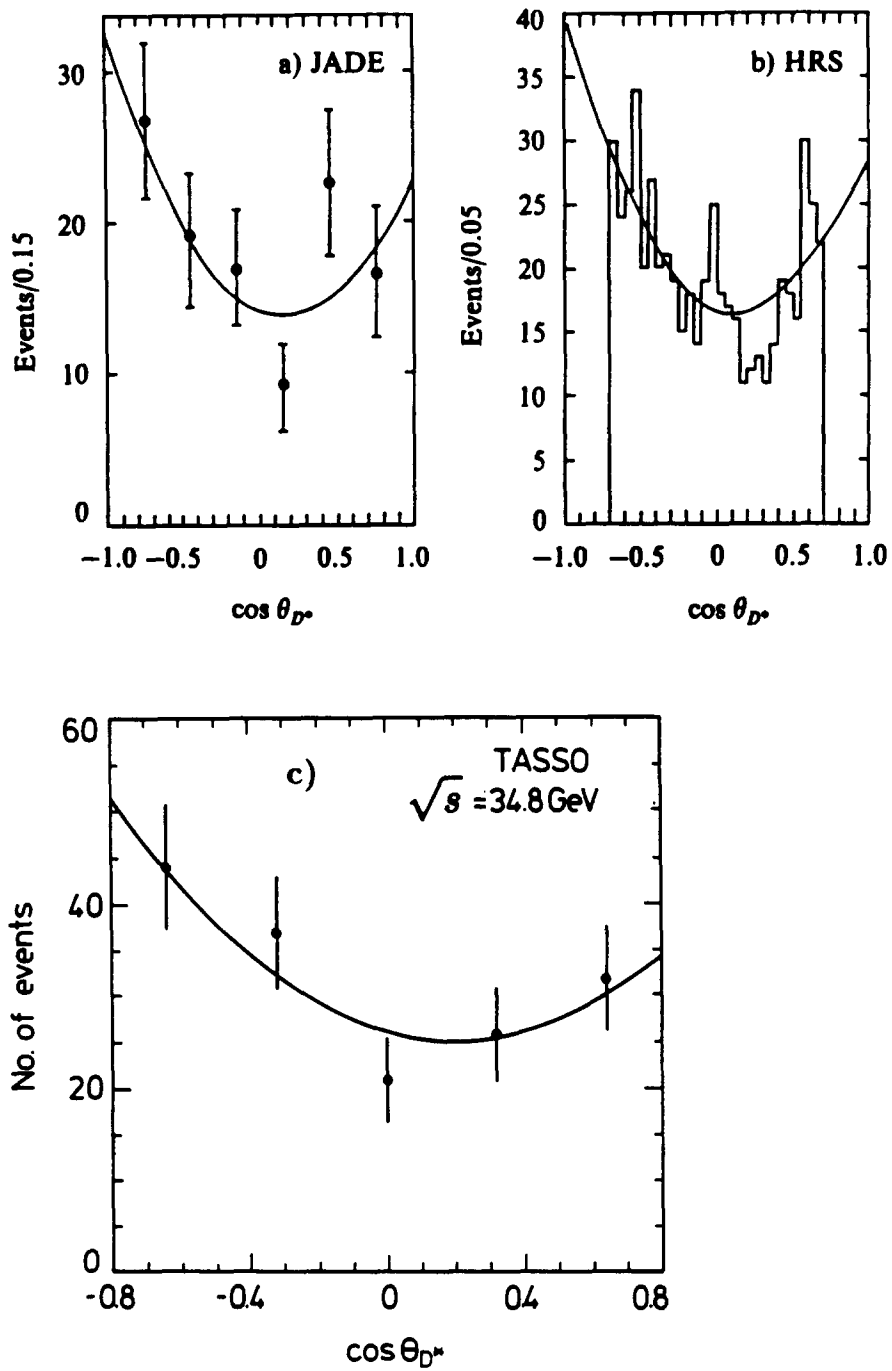 a) JADE
30
20
10
0
Events/0.15
−1.0 −0.5 0 0.5 1.0
cos θ_D*
b) HRS
40
35
30
25
20
15
10
5
0
Events/0.05
−1.0 −0.5 0 0.5 1.0
cos θ_D*
c)
TASSO
√s = 34.8 GeV
60
40
20
0
No. of events
-0.8 -0.4 0 0.4 0.8
cos θ_D*